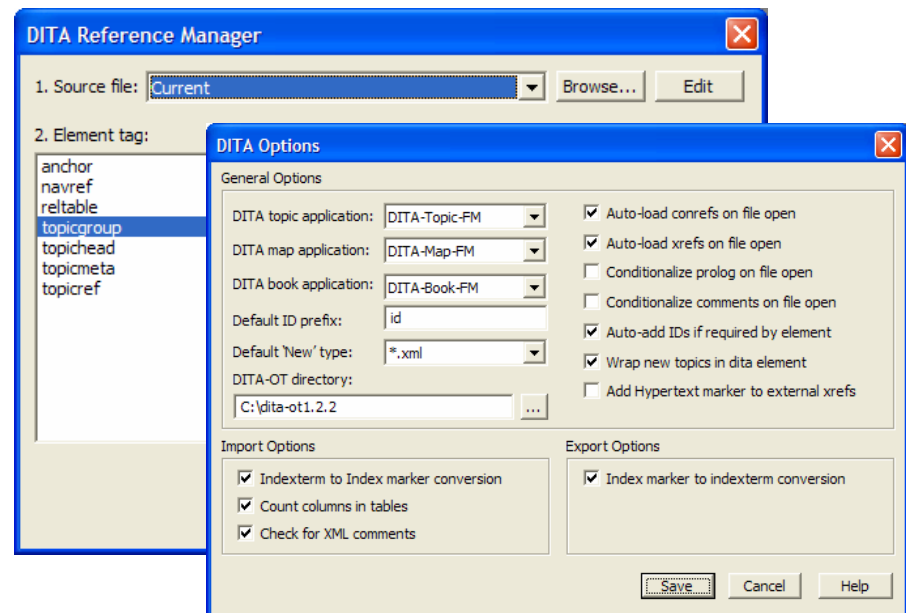 DITA Reference Manager
1. Source file: Current Browse... Edit
2. Element tag:
anchor
navref
reltable
topicgroup
topichead
topicmeta
topicref
DITA Options
General Options
DITA topic application: DITA-Topic-FM
DITA map application: DITA-Map-FM
DITA book application: DITA-Book-FM
Default ID prefix: id
Default 'New' type: *.xml
DITA-OT directory:
C:\dita-ot1.2.2 ...
Auto-load conrefs on file open
Auto-load xrefs on file open
Conditionalize prolog on file open
Conditionalize comments on file open
Auto-add IDs if required by element
Wrap new topics in dita element
Add Hypertext marker to external xrefs
Import Options
Indexterm to Index marker conversion
Count columns in tables
Check for XML comments
Export Options
Index marker to indexterm conversion
Save Cancel Help